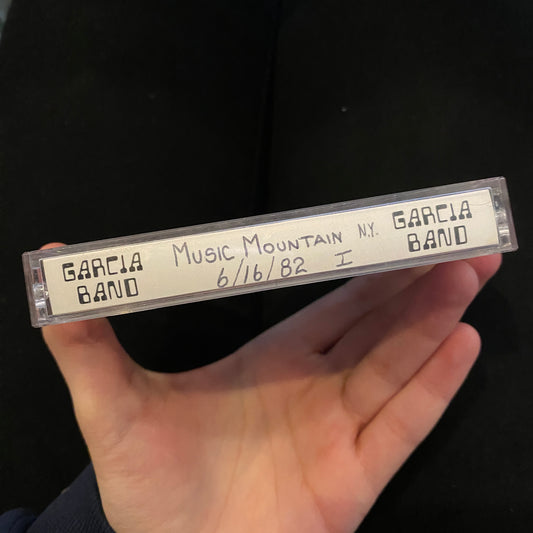 GARCIA
BAND
MUSIC MOUNTAIN N.Y.
6/16/82 I
GARCIA
BAND